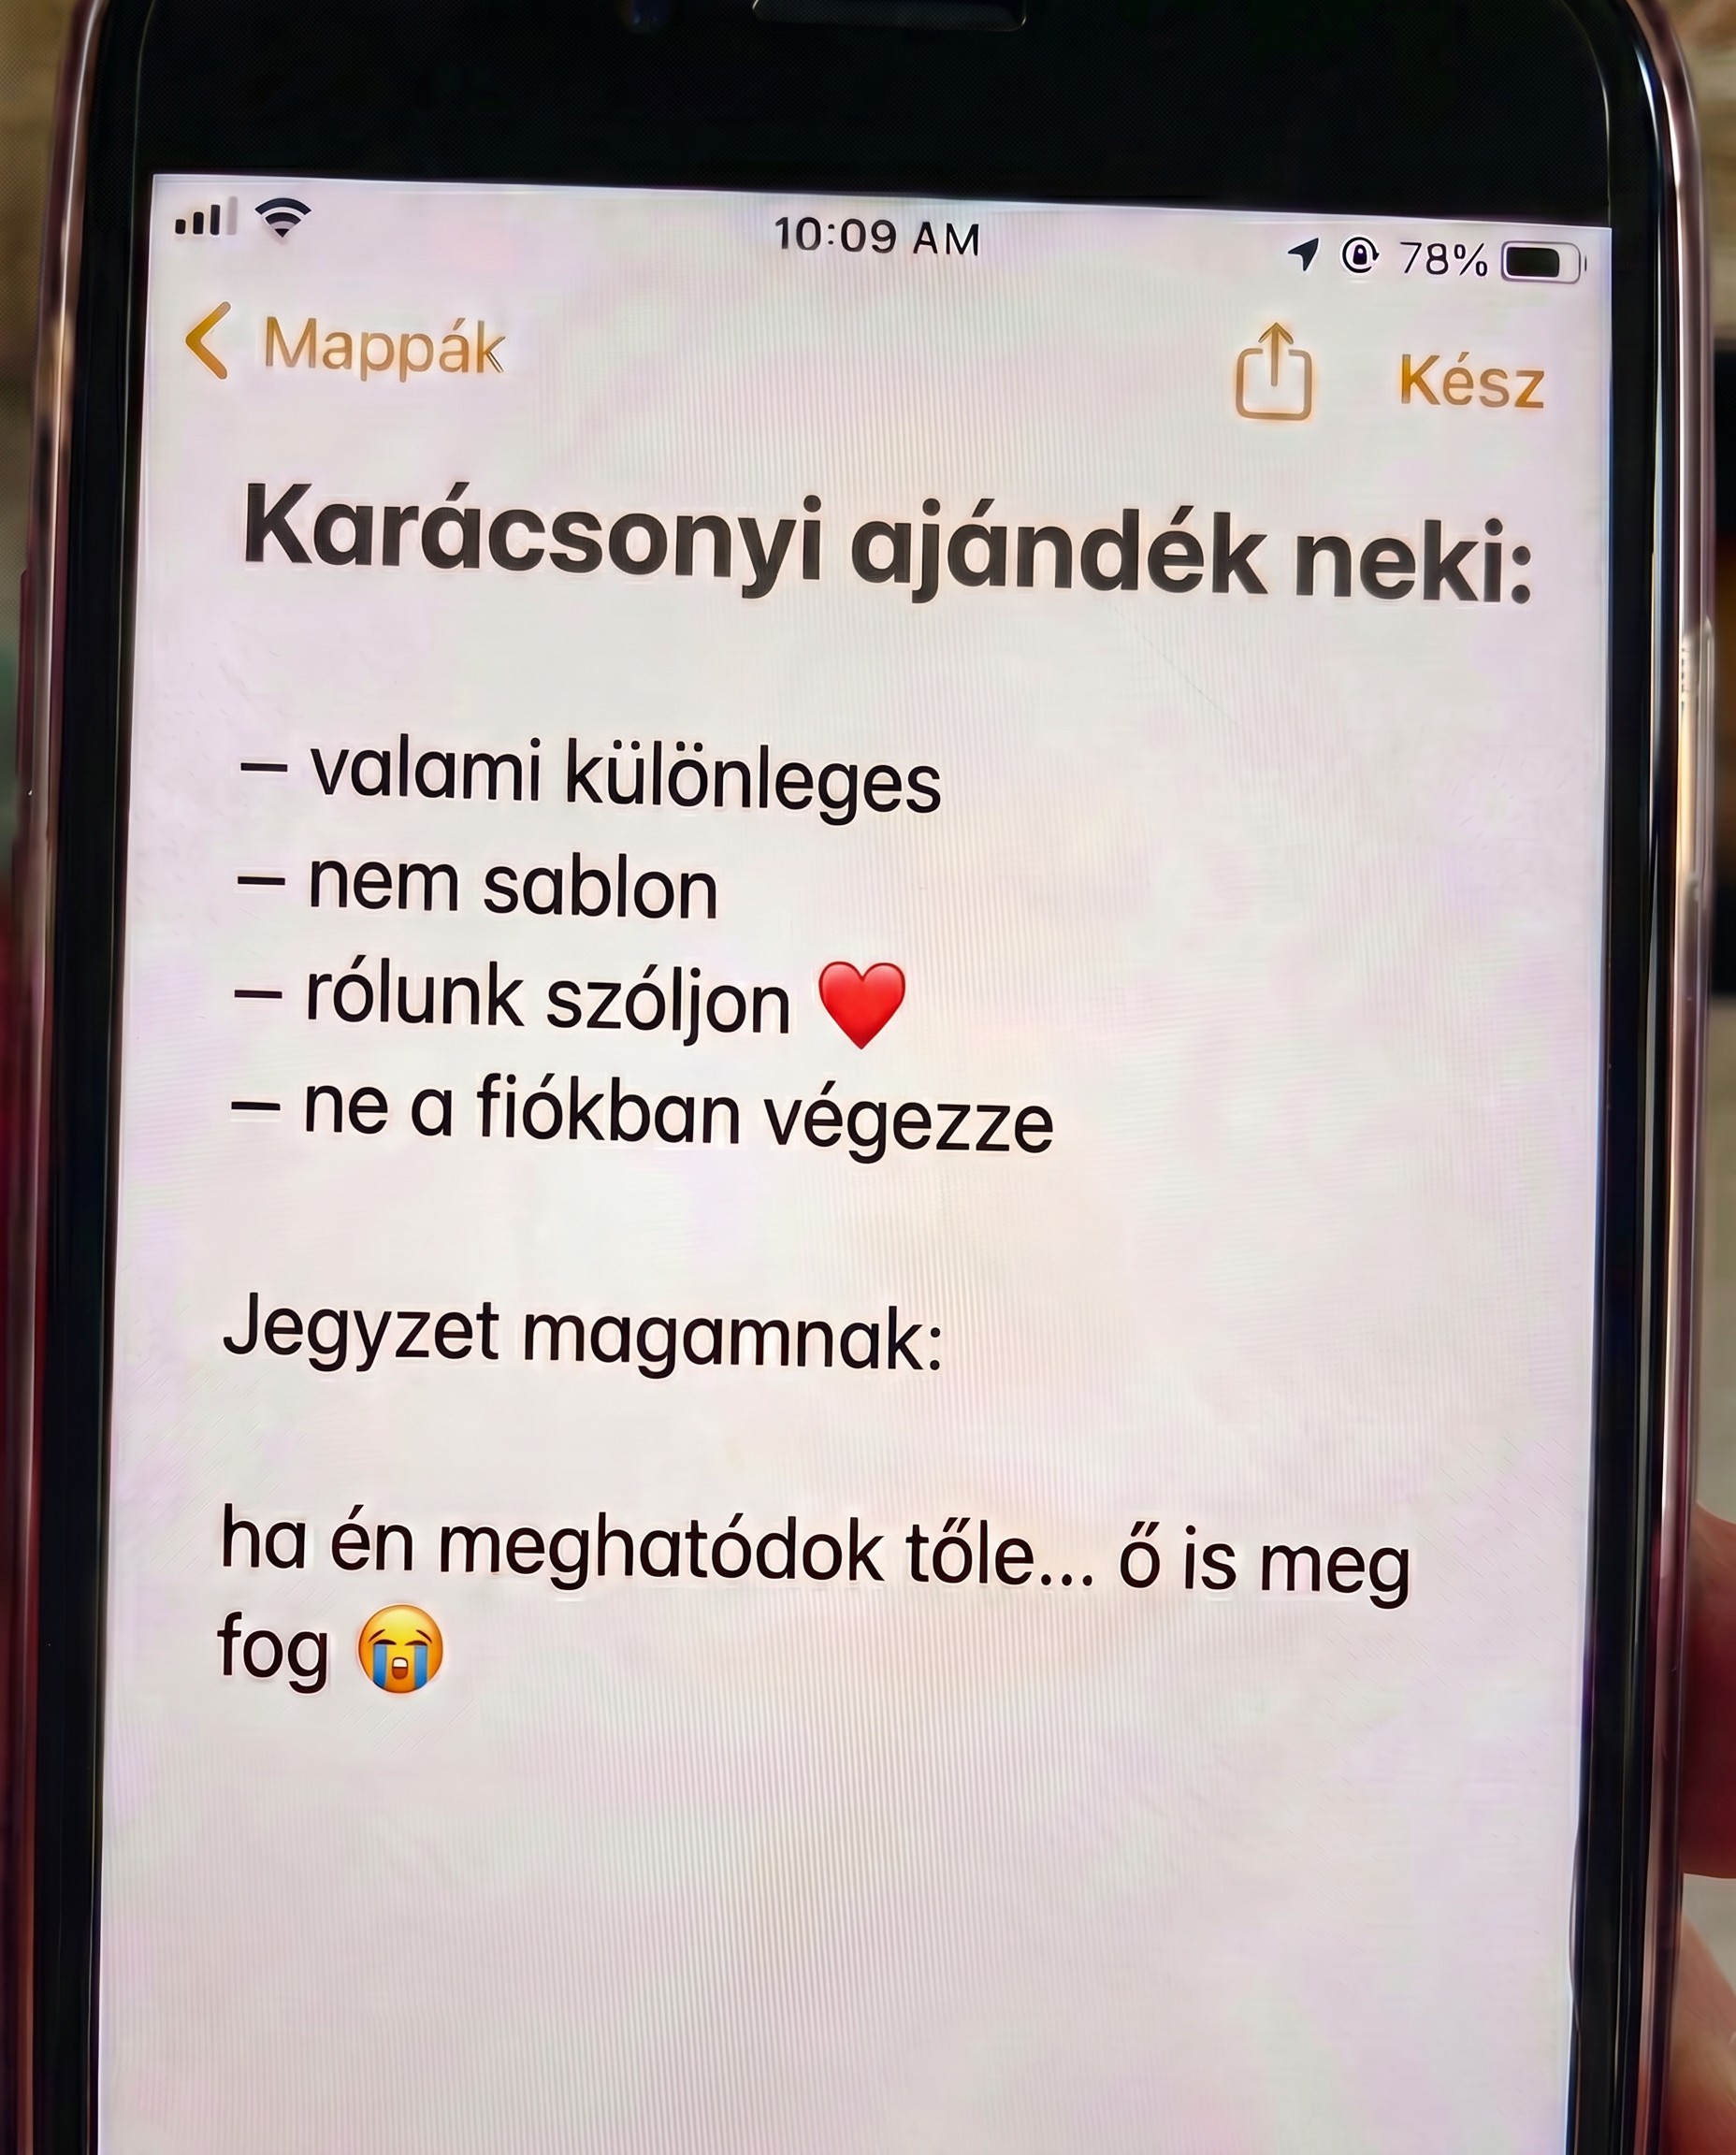 10:09 AM 78%
Mappák Kész
Karácsonyi ajándék neki:
– valami különleges
– nem sablon
– rólunk szóljon ❤️
– ne a fiókban végezze
Jegyzet magamnak:
ha én meghatódok tőle... ő is meg
fog 😭